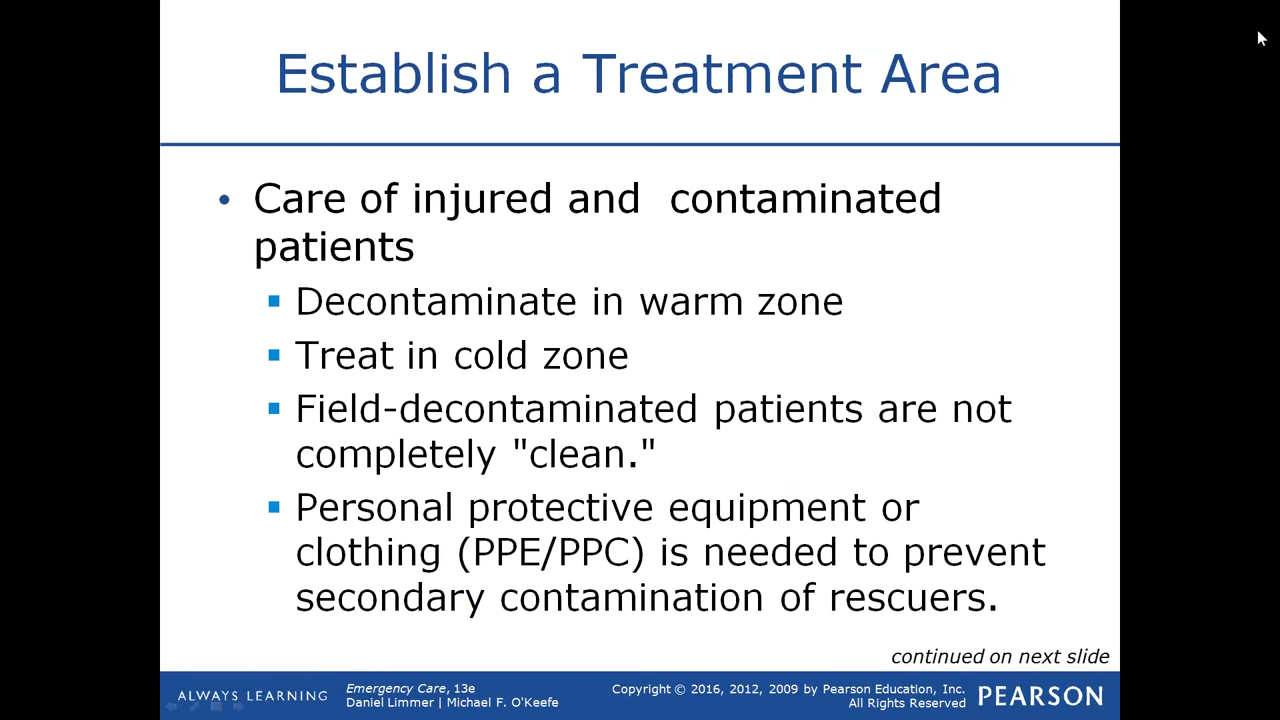 Establish a Treatment Area
• Care of injured and  contaminated
patients
▪ Decontaminate in warm zone
▪ Treat in cold zone
▪ Field-decontaminated patients are not
completely "clean."
▪ Personal protective equipment or
clothing (PPE/PPC) is needed to prevent
secondary contamination of rescuers.
continued on next slide
ALWAYS LEARNING
Emergency Care, 13e
Daniel Limmer | Michael F. O'Keefe
Copyright © 2016, 2012, 2009 by Pearson Education, Inc.
All Rights Reserved
PEARSON